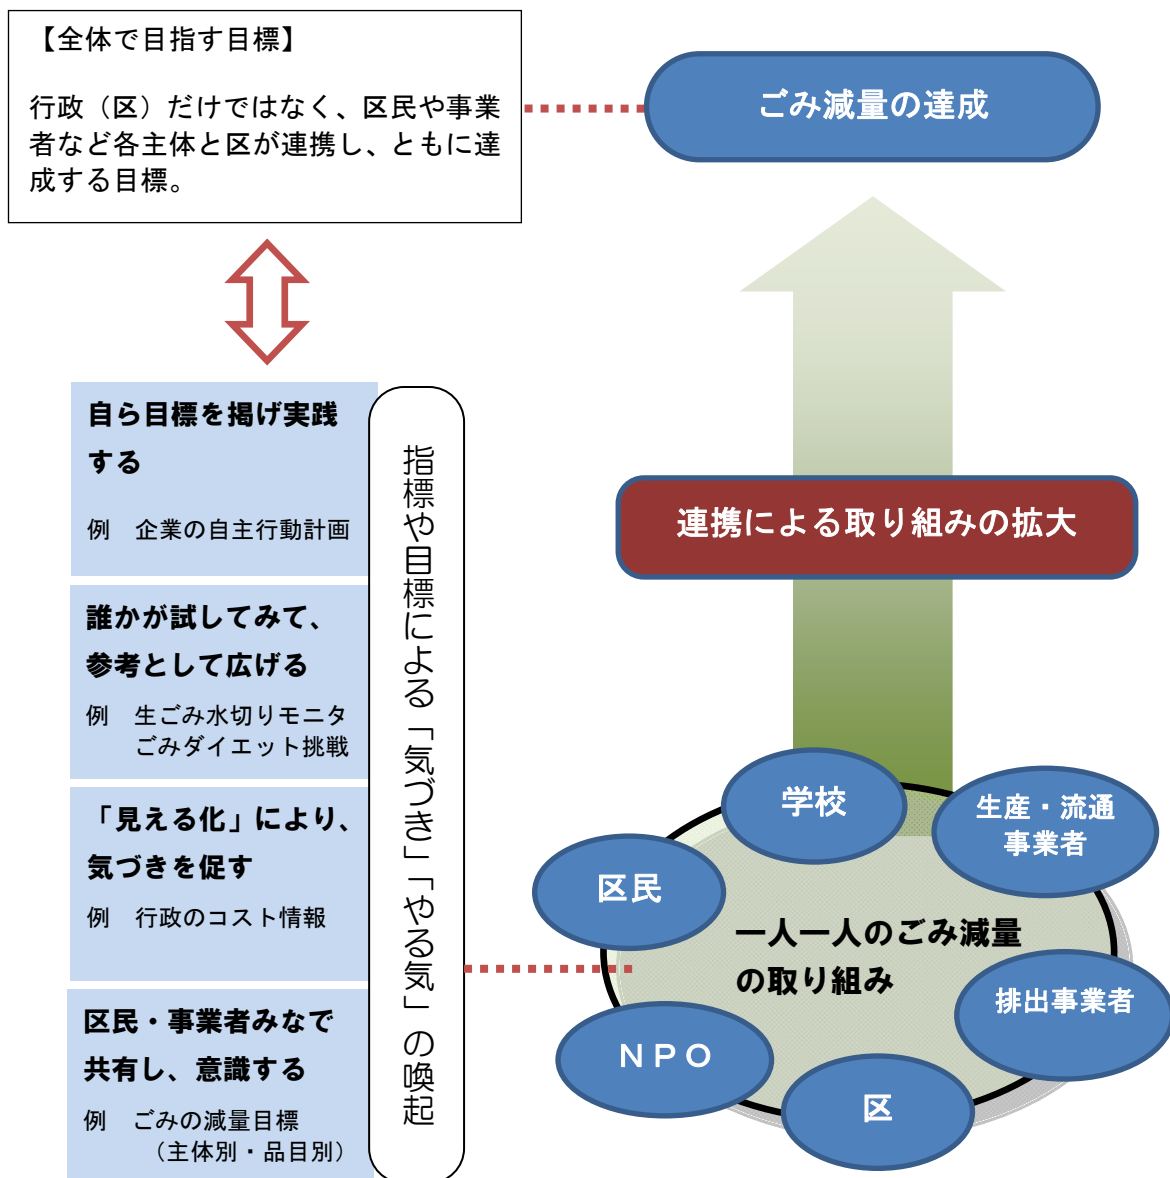 【全体で目指す目標】
行政（区）だけではなく、区民や事業
者など各主体と区が連携し、ともに達
成する目標。
ごみ減量の達成
自ら目標を掲げ実践
する
例　企業の自主行動計画
誰かが試してみて、
参考として広げる
例　生ごみ水切りモニタ
ごみダイエット挑戦
「見える化」により、
気づきを促す
例　行政のコスト情報
区民・事業者みなで
共有し、意識する
例　ごみの減量目標
（主体別・品目別）
指標や目標による「気づき」「やる気」の喚起
連携による取り組みの拡大
学校
生産・流通
事業者
区民
一人一人のごみ減量
の取り組み
排出事業者
ＮＰＯ
区